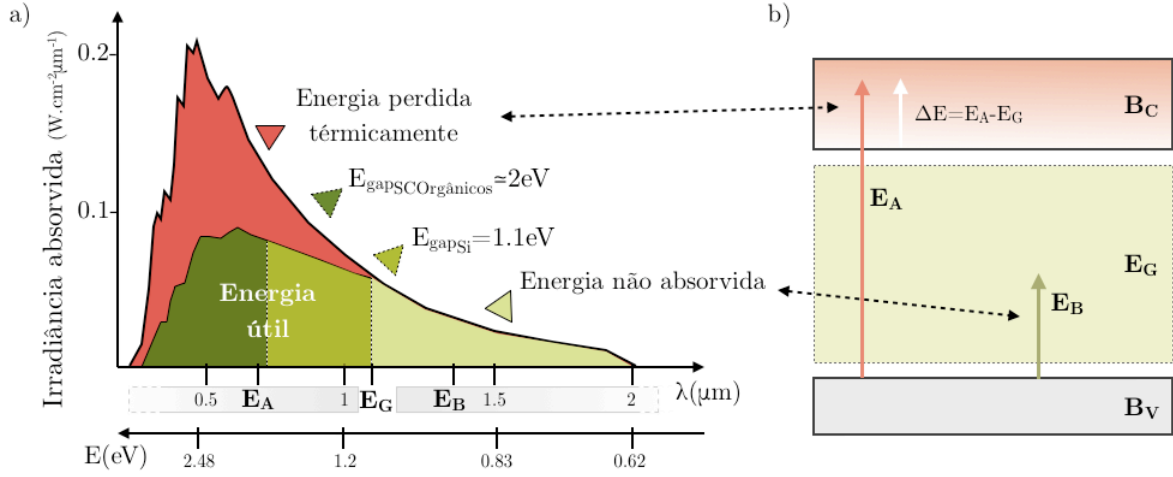 a)
Irradiância absorvida (W.cm⁻²μm⁻¹)
0.2
0.1
Energia perdida
térmicamente
E_gapSCOrgânicos≃2eV
E_gapSi=1.1eV
Energia não absorvida
Energia
útil
0.5
E_A
1
E_G
E_B
1.5
2
λ(μm)
E(eV)
2.48
1.2
0.83
0.62
b)
B_C
ΔE=E_A-E_G
E_A
E_G
E_B
B_V